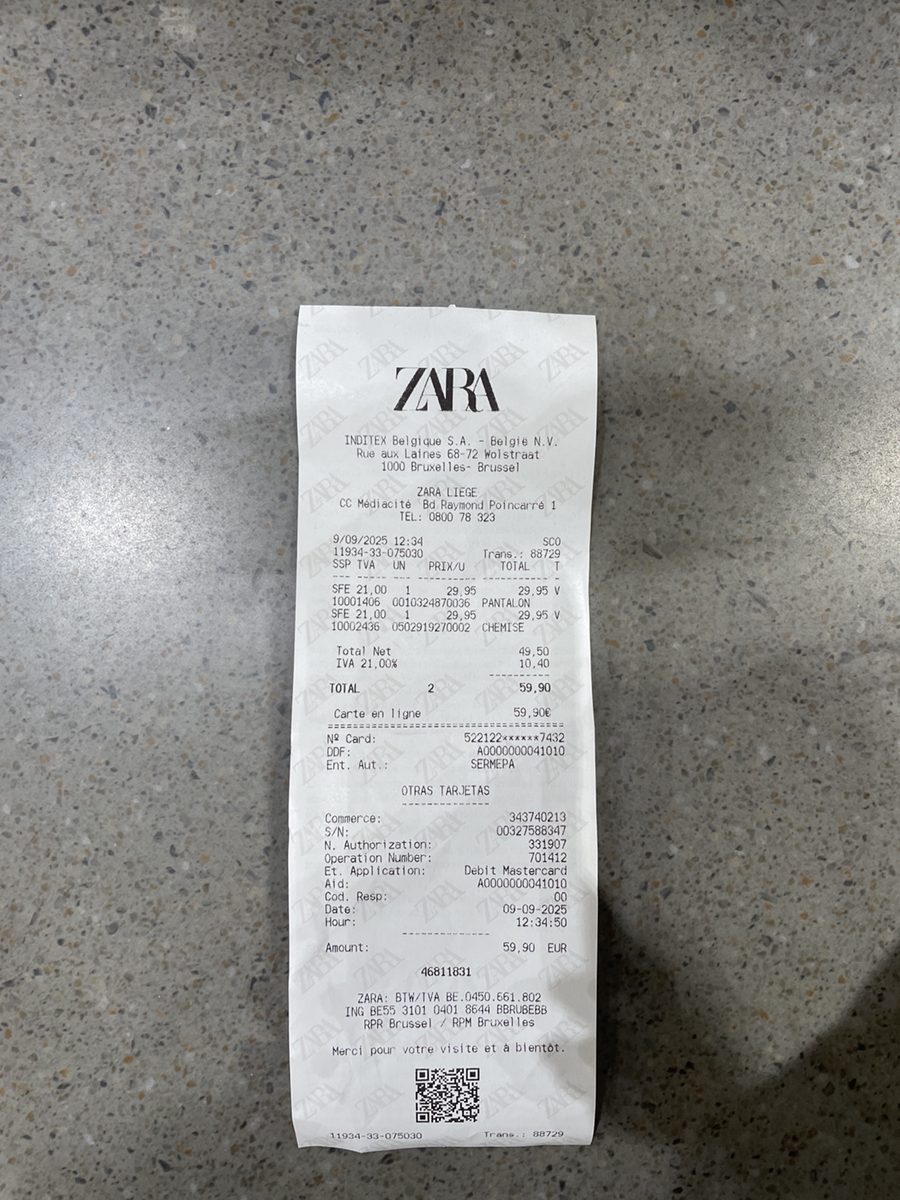 ZARA
INDITEX Belgique S.A. - België N.V.
Rue aux Laines 68-72 Wolstraat
1000 Bruxelles- Brussel
ZARA LIEGE
CC Médiacité Bd Raymond Poincarré 1
TEL: 0800 78 323
9/09/2025 12:34 SCO
11934-33-075030 Trans.: 88729
SSP TVA UN PRIX/U TOTAL T
SFE 21,00 1 29,95 29,95 V
10001406 0010324870036 PANTALON
SFE 21,00 1 29,95 29,95 V
10002436 0502919270002 CHEMISE
Total Net 49,50
IVA 21,00% 10,40
TOTAL 2 59,90
Carte en ligne 59,90€
Nº Card: 522122******7432
DDF: A0000000041010
Ent. Aut.: SERMEPA
OTRAS TARJETAS
Commerce: 343740213
S/N: 00327588347
N. Authorization: 331907
Operation Number: 701412
Et. Application: Debit Mastercard
Aid: A0000000041010
Cod. Resp: 00
Date: 09-09-2025
Hour: 12:34:50
Amount: 59,90 EUR
46811831
ZARA: BTW/TVA BE.0450.661.802
ING BE55 3101 0401 8644 BBRUBEBB
RPR Brussel / RPM Bruxelles
Merci pour votre visite et à bientôt.
11934-33-075030 Trans.: 88729